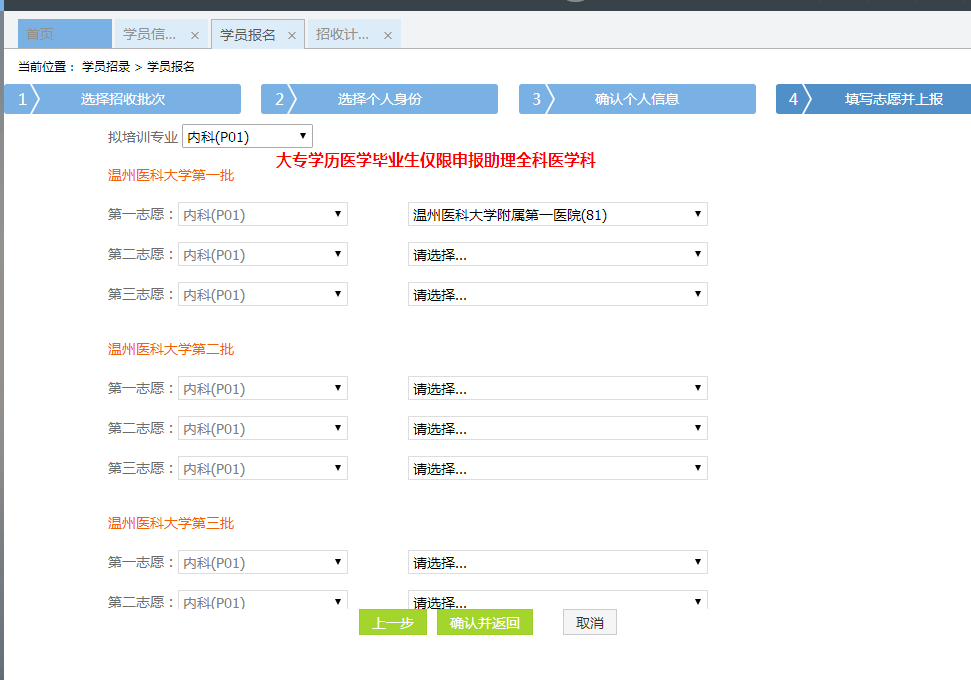 首页 学员信... × 学员报名 × 招收计... ×
当前位置： 学员招录 > 学员报名
1 选择招收批次 2 选择个人身份 3 确认个人信息 4 填写志愿并上报
拟培训专业 内科(P01)
大专学历医学毕业生仅限申报助理全科医学科
温州医科大学第一批
第一志愿： 内科(P01) 温州医科大学附属第一医院(81)
第二志愿： 内科(P01) 请选择...
第三志愿： 内科(P01) 请选择...
温州医科大学第二批
第一志愿： 内科(P01) 请选择...
第二志愿： 内科(P01) 请选择...
第三志愿： 内科(P01) 请选择...
温州医科大学第三批
第一志愿： 内科(P01) 请选择...
第二志愿： 内科(P01) 请选择...
上一步 确认并返回 取消